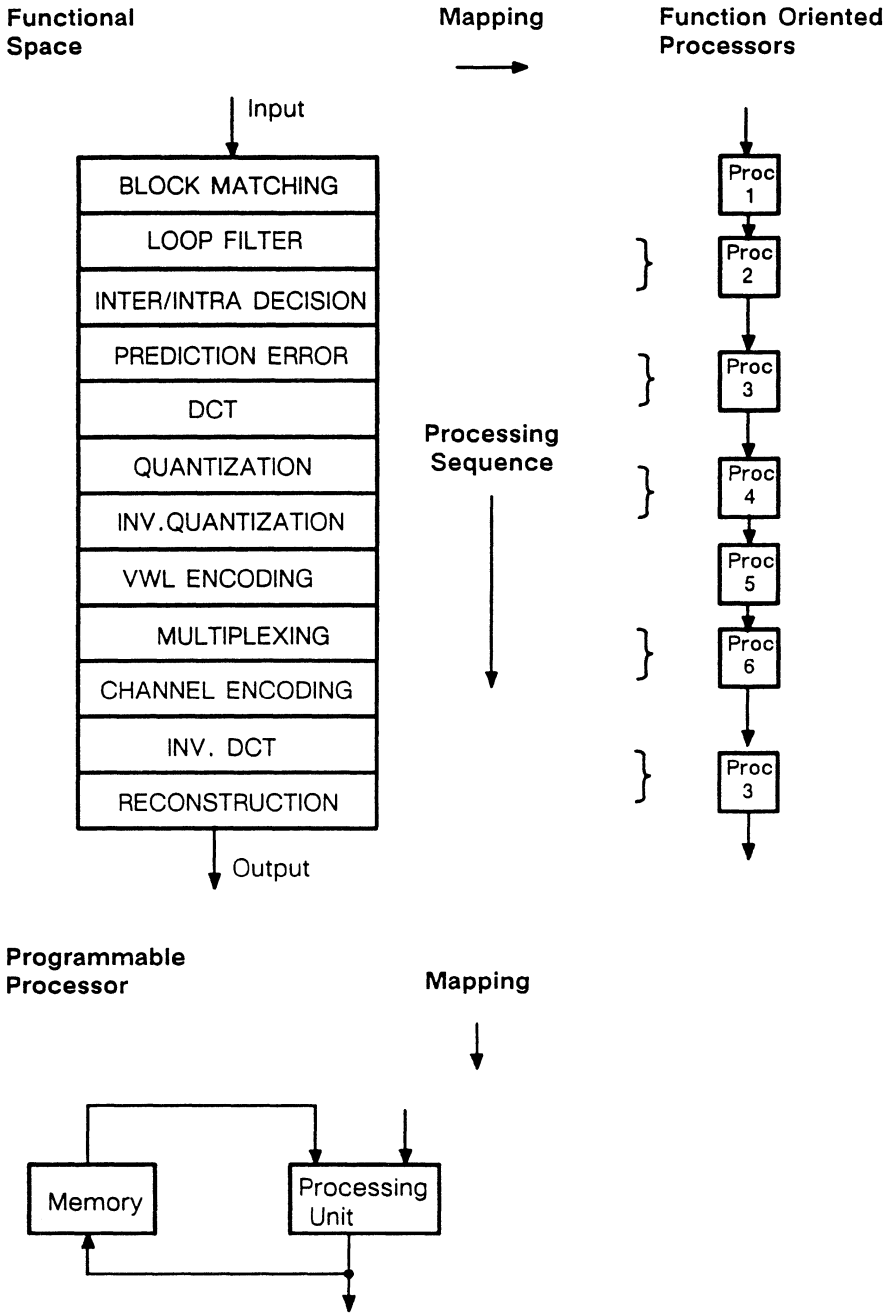 Functional
Space
Mapping
Function Oriented
Processors
Input
BLOCK MATCHING
LOOP FILTER
INTER/INTRA DECISION
PREDICTION ERROR
DCT
QUANTIZATION
INV.QUANTIZATION
VWL ENCODING
MULTIPLEXING
CHANNEL ENCODING
INV. DCT
RECONSTRUCTION
Output
Processing
Sequence
Proc
1
Proc
2
Proc
3
Proc
4
Proc
5
Proc
6
Proc
3
Programmable
Processor
Mapping
Memory
Processing
Unit